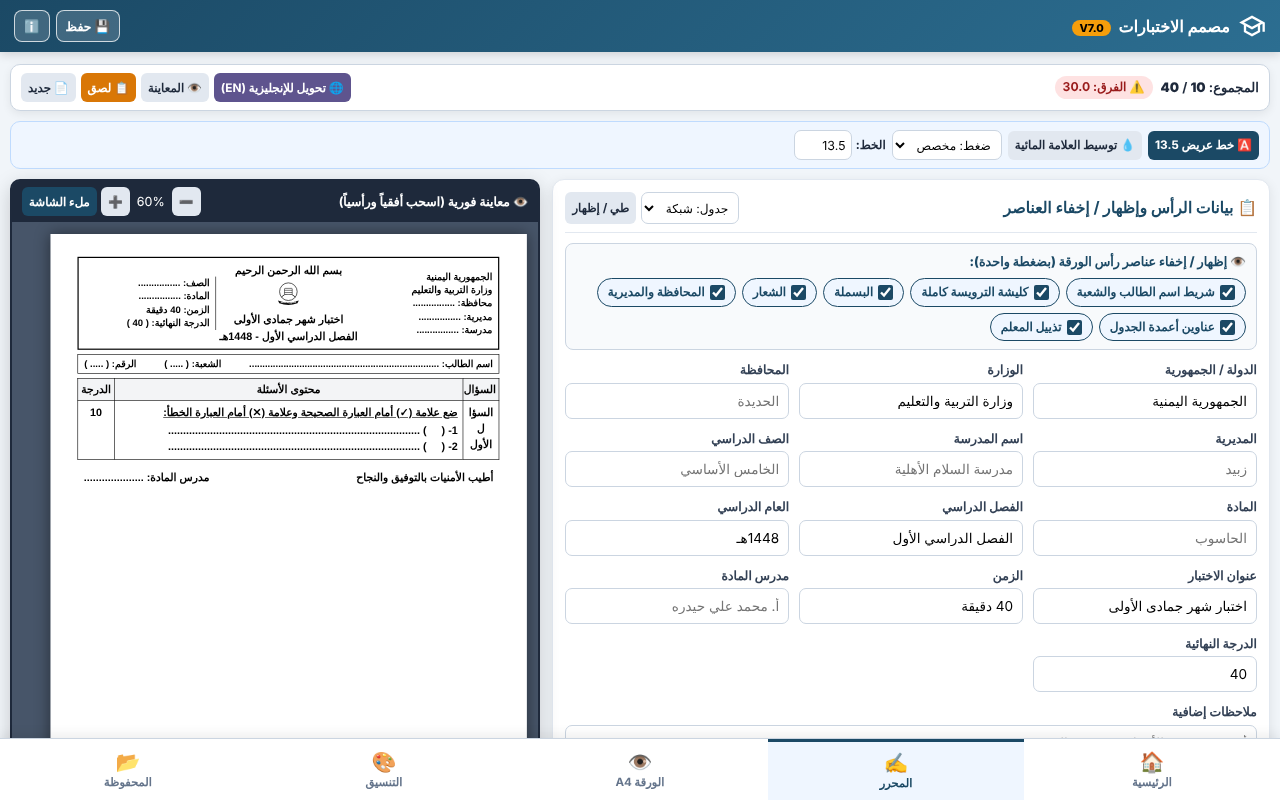 مصمم الاختبارات V7.0
💾 حفظ
ℹ️
المجموع: 10 / 40
⚠️ الفرق: 30.0
🌐 تحويل للإنجليزية (EN)
👁️ المعاينة
📋 لصق
📄 جديد
🅰️ خط عريض 13.5
💧 توسيط العلامة المائية
ضغط: مخصص
الخط: 13.5
📋 بيانات الرأس وإظهار / إخفاء العناصر
جدول: شبكة
طي / إظهار
👁️ إظهار / إخفاء عناصر رأس الورقة (بضغطة واحدة):
شريط اسم الطالب والشعبة
كليشة الترويسة كاملة
البسملة
الشعار
المحافظة والمديرية
عناوين أعمدة الجدول
تذييل المعلم
الدولة / الجمهورية
الوزارة
المحافظة
الجمهورية اليمنية
وزارة التربية والتعليم
الحديدة
المديرية
اسم المدرسة
الصف الدراسي
زبيد
مدرسة السلام الأهلية
الخامس الأساسي
المادة
الفصل الدراسي
العام الدراسي
الحاسوب
الفصل الدراسي الأول
1448هـ
عنوان الاختبار
الزمن
مدرس المادة
اختبار شهر جمادى الأولى
40 دقيقة
أ. محمد علي حيدره
الدرجة النهائية
40
ملاحظات إضافية
👁️ معاينة فورية (اسحب أفقياً ورأسياً)
➖ 60% ➕
ملء الشاشة
الجمهورية اليمنية
وزارة التربية والتعليم
محافظة: ................
مديرية: ...............
مدرسة: ...............
بسم الله الرحمن الرحيم
اختبار شهر جمادى الأولى
الفصل الدراسي الأول - 1448هـ
الصف: ................
المادة: ...............
الزمن: 40 دقيقة
الدرجة النهائية: ( 40 )
اسم الطالب: ................................................................ الشعبة: ( ..... ) الرقم: ( ..... )
السؤال محتوى الأسئلة الدرجة
السؤا
ل
الأول
ضع علامة (✓) أمام العبارة الصحيحة وعلامة (✕) أمام العبارة الخطأ:
10
1- ( ) ....................................................................................
2- ( ) ....................................................................................
أطيب الأمنيات بالتوفيق والنجاح
مدرس المادة: ....................
🏠 الرئيسية
✍️ المحرر
👁️ الورقة A4
🎨 التنسيق
📂 المحفوظة